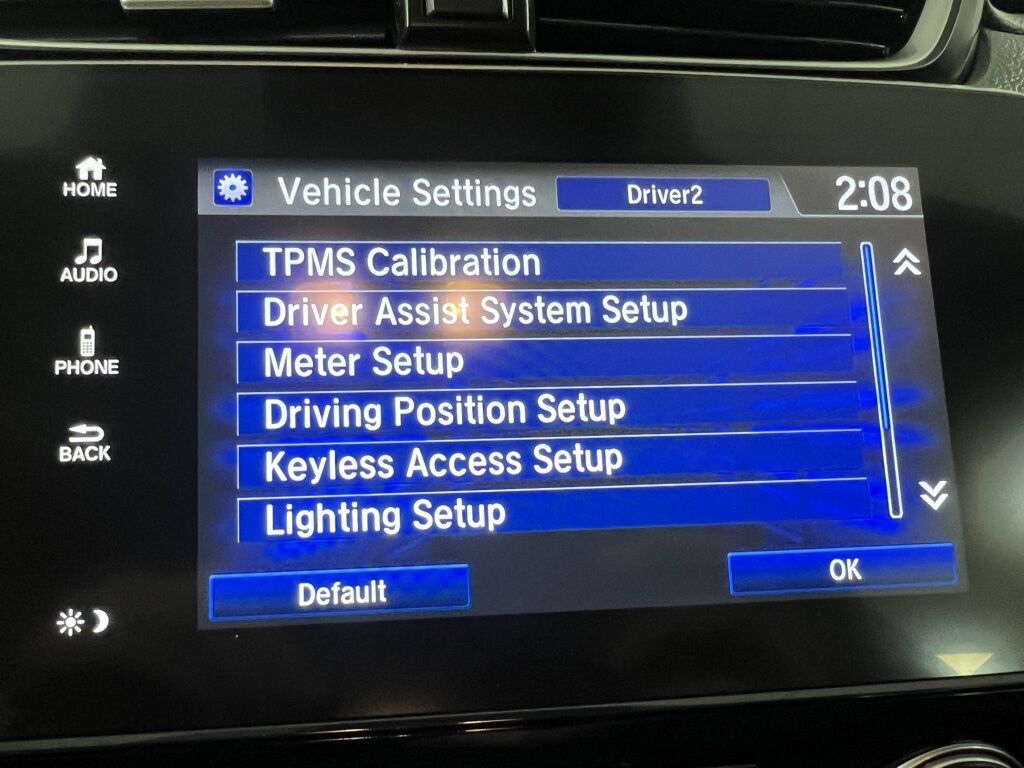 HOME
AUDIO
PHONE
BACK
Vehicle Settings
Driver2
2:08
TPMS Calibration
Driver Assist System Setup
Meter Setup
Driving Position Setup
Keyless Access Setup
Lighting Setup
Default
OK